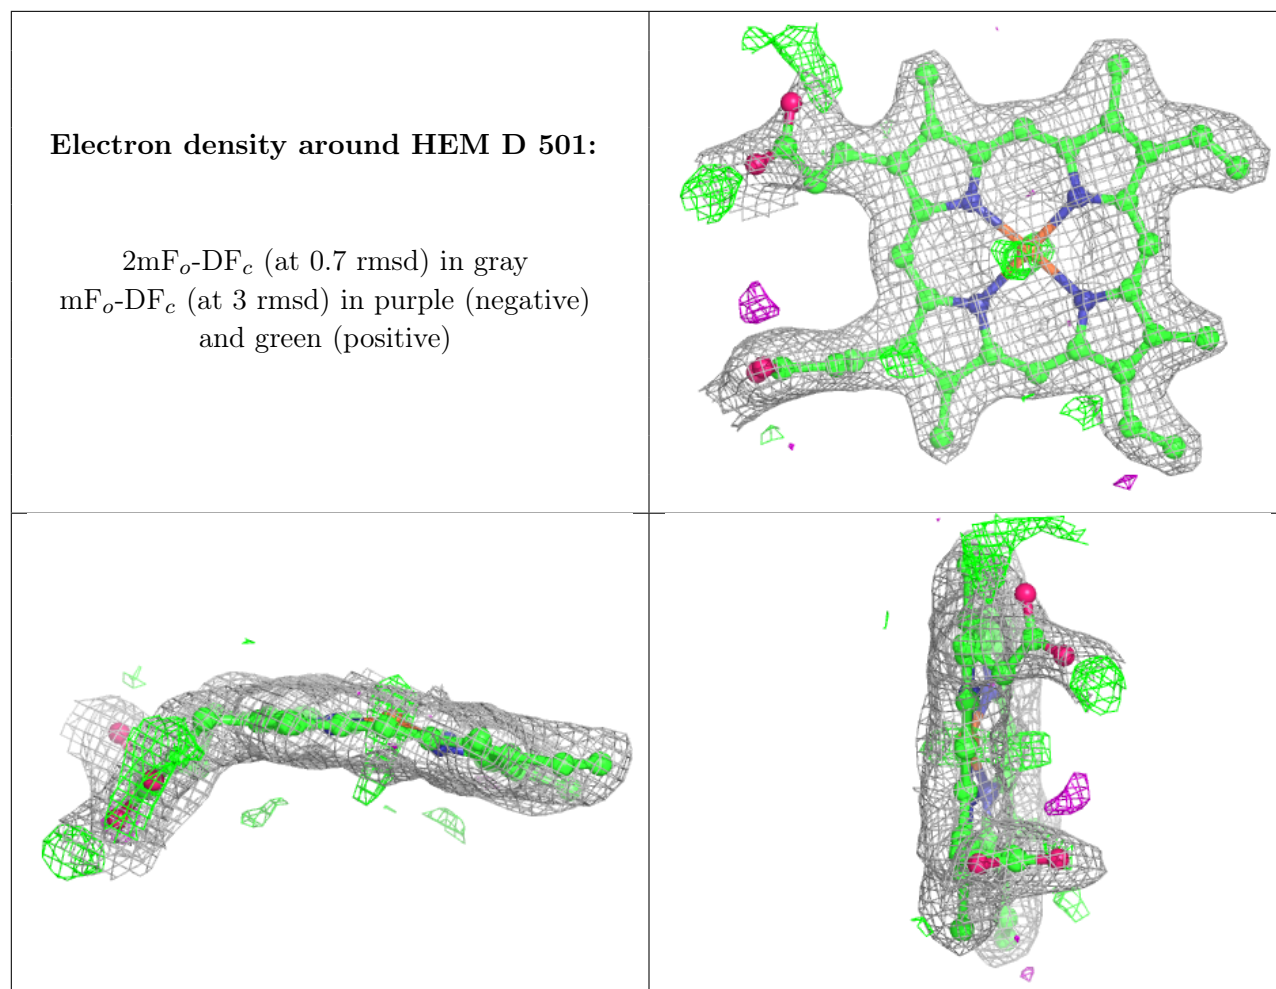 Electron density around HEM D 501:
2mFo-DFc (at 0.7 rmsd) in gray
mFo-DFc (at 3 rmsd) in purple (negative)
and green (positive)